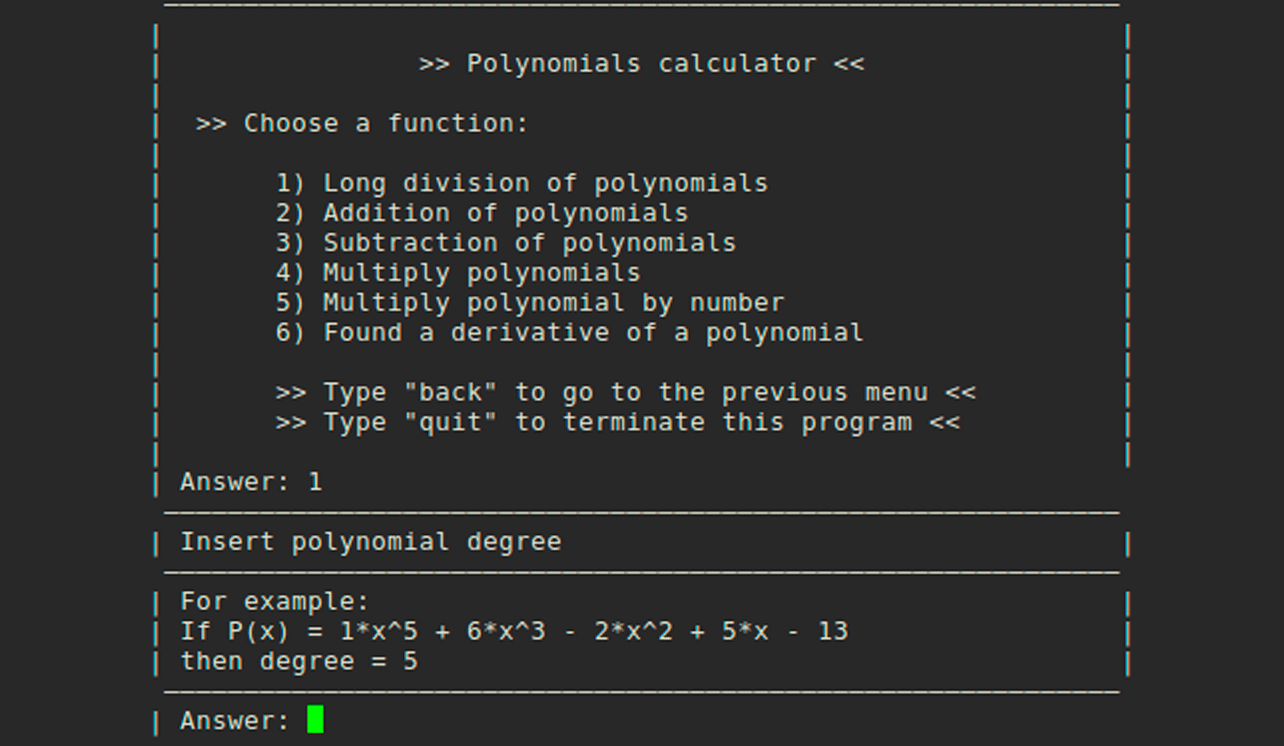 >> Polynomials calculator <<
>> Choose a function:
1) Long division of polynomials
2) Addition of polynomials
3) Subtraction of polynomials
4) Multiply polynomials
5) Multiply polynomial by number
6) Found a derivative of a polynomial
>> Type "back" to go to the previous menu <<
>> Type "quit" to terminate this program <<
Answer: 1
Insert polynomial degree
For example:
If P(x) = 1*x^5 + 6*x^3 - 2*x^2 + 5*x - 13
then degree = 5
Answer: